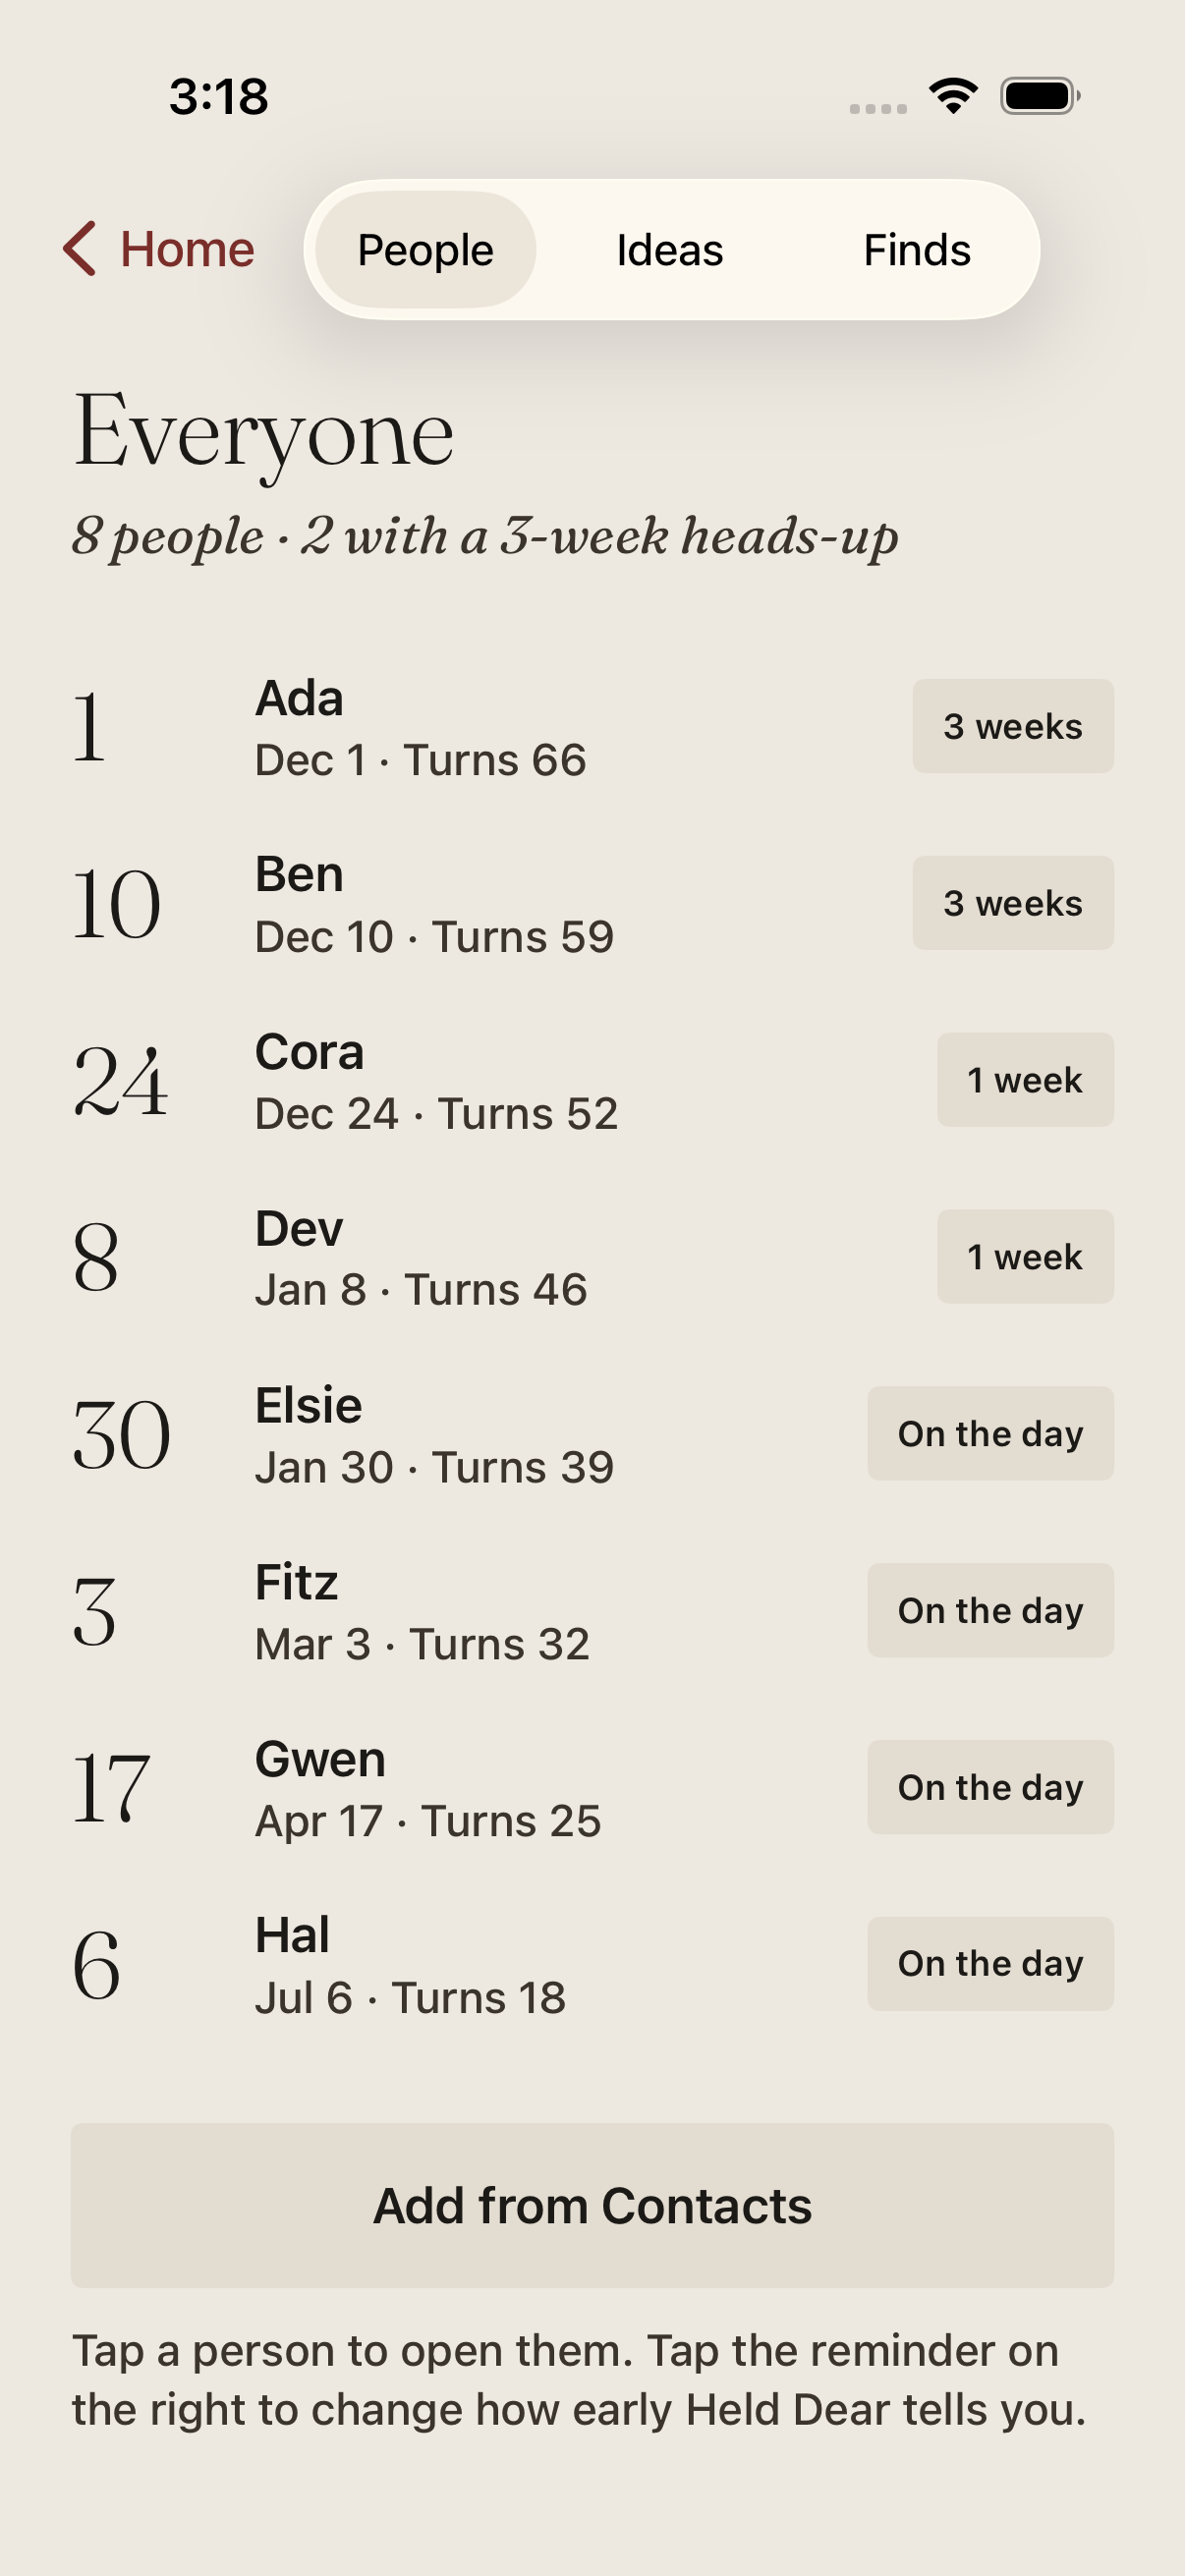 3:18
Home
People
Ideas
Finds
Everyone
8 people · 2 with a 3-week heads-up
1
Ada
Dec 1 · Turns 66
3 weeks
10
Ben
Dec 10 · Turns 59
3 weeks
24
Cora
Dec 24 · Turns 52
1 week
8
Dev
Jan 8 · Turns 46
1 week
30
Elsie
Jan 30 · Turns 39
On the day
3
Fitz
Mar 3 · Turns 32
On the day
17
Gwen
Apr 17 · Turns 25
On the day
6
Hal
Jul 6 · Turns 18
On the day
Add from Contacts
Tap a person to open them. Tap the reminder on
the right to change how early Held Dear tells you.